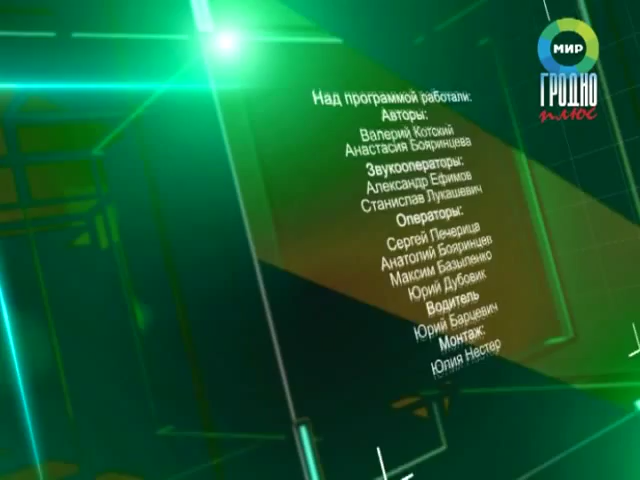 МИР
ГРОДНО
плюс
Над программой работали:
Авторы:
Валерий Котский
Анастасия Бояринцева
Звукооператоры:
Александр Ефимов
Станислав Лукашевич
Операторы:
Сергей Печерица
Анатолий Бояринцев
Максим Базыленко
Юрий Дубовик
Водитель
Юрий Барцевич
Монтаж:
Юлия Нестер